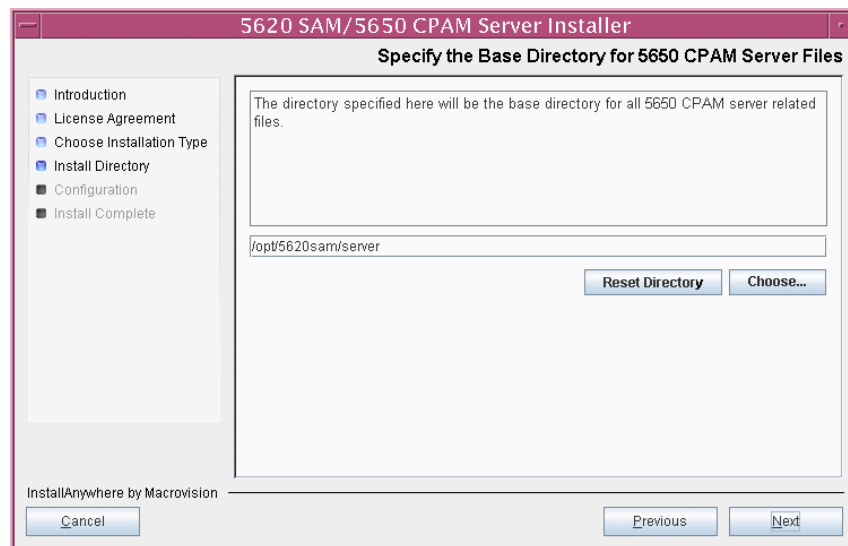 5620 SAM/5650 CPAM Server Installer
Specify the Base Directory for 5650 CPAM Server Files
Introduction
License Agreement
Choose Installation Type
Install Directory
Configuration
Install Complete
The directory specified here will be the base directory for all 5650 CPAM server related
files.
/opt/5620sam/server
Reset Directory
Choose...
InstallAnywhere by Macrovision
Cancel
Previous
Next